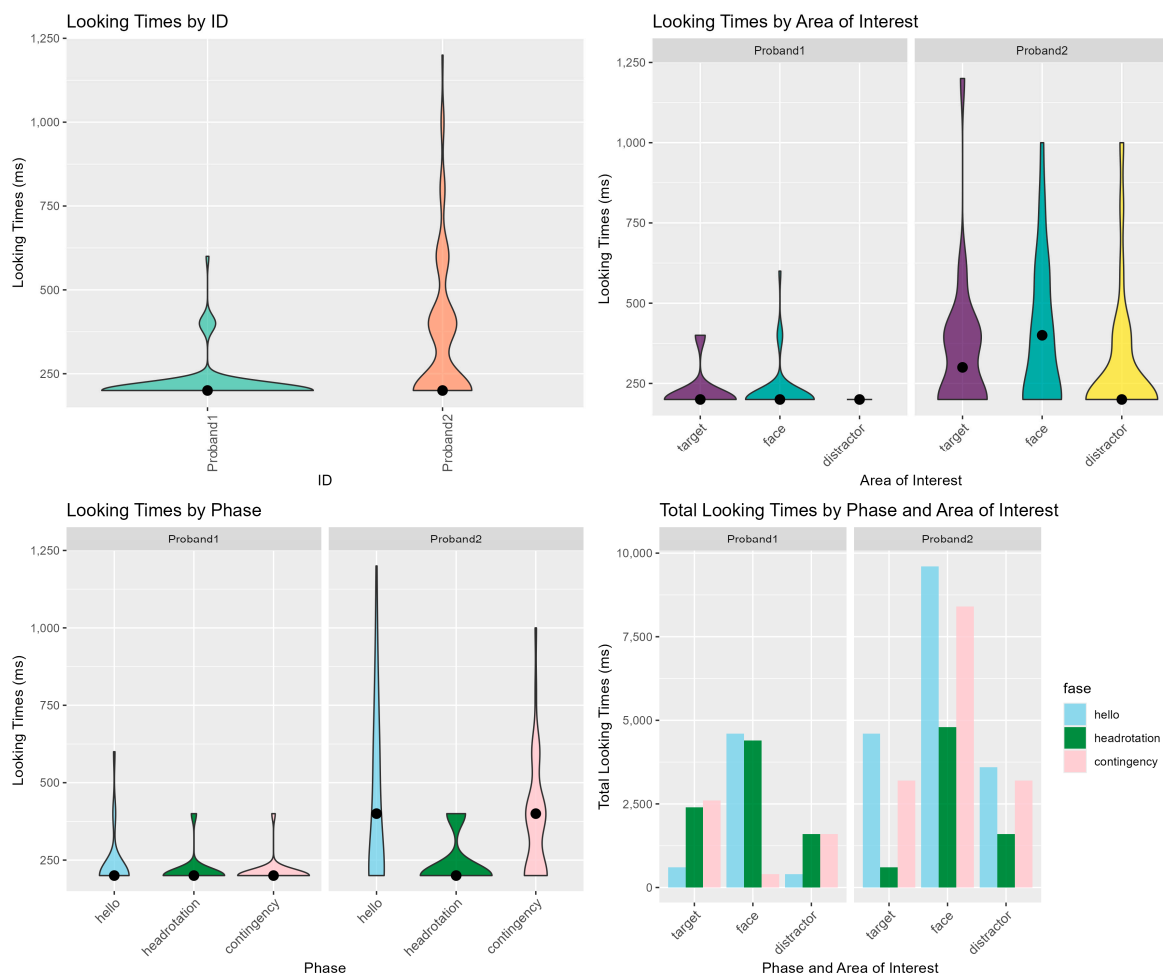 Looking Times by ID
1,250
1,000
750
500
250
Looking Times (ms)
Proband1
Proband2
ID
Looking Times by Area of Interest
Proband1
Proband2
1,250
1,000
750
500
250
Looking Times (ms)
target
face
distractor
target
face
distractor
Area of Interest
Looking Times by Phase
Proband1
Proband2
1,250
1,000
750
500
250
Looking Times (ms)
hello
headrotation
contingency
hello
headrotation
contingency
Phase
Total Looking Times by Phase and Area of Interest
Proband1
Proband2
10,000
7,500
5,000
2,500
0
Total Looking Times (ms)
target
face
distractor
target
face
distractor
Phase and Area of Interest
fase
hello
headrotation
contingency